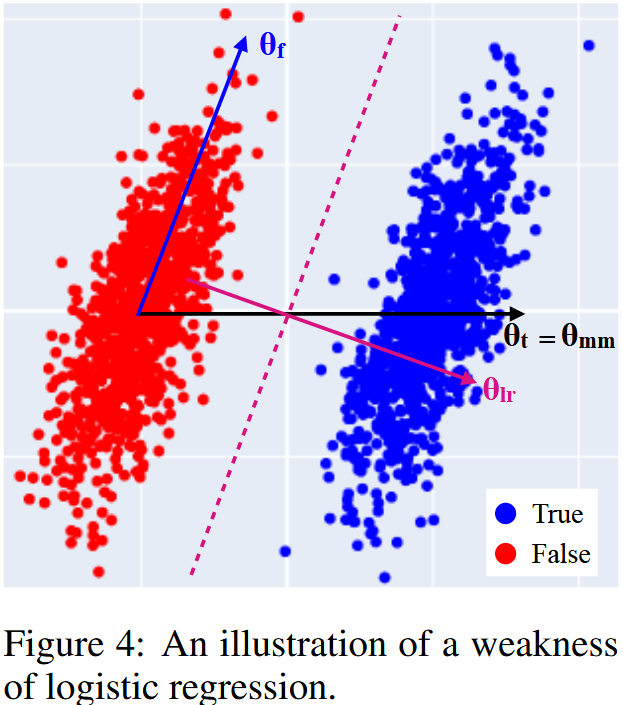 θf
θt = θmm
θlr
True
False
Figure 4: An illustration of a weakness
of logistic regression.